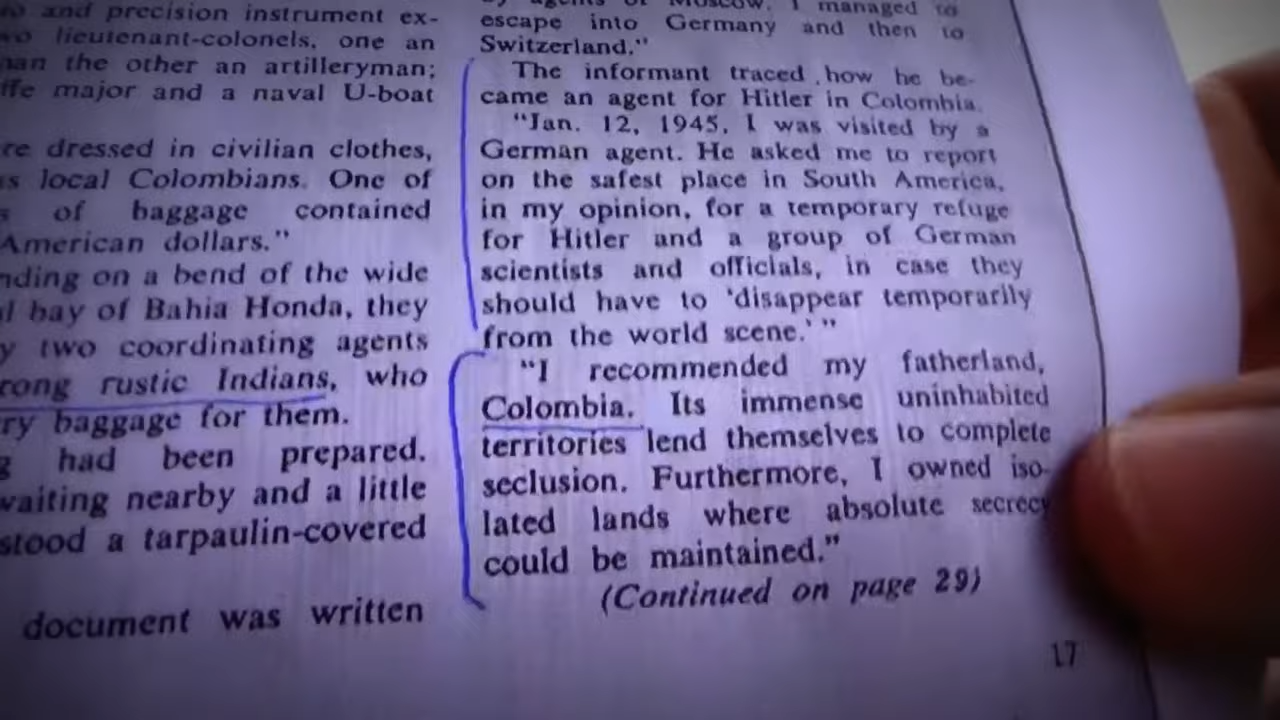 and precision instrument ex-
lieutenant-colonels, one an
the other an artilleryman;
major and a naval U-boat
dressed in civilian clothes,
local Colombians. One of
of baggage contained
American dollars."
on a bend of the wide
bay of Bahia Honda, they
two coordinating agents
rustic Indians, who
baggage for them.
had been prepared.
waiting nearby and a little
stood a tarpaulin-covered
document was written
agents of Moscow. I managed to
escape into Germany and then to
Switzerland."
The informant traced how he be-
came an agent for Hitler in Colombia.
"Jan. 12, 1945, I was visited by a
German agent. He asked me to report
on the safest place in South America,
in my opinion, for a temporary refuge
for Hitler and a group of German
scientists and officials, in case they
should have to 'disappear temporarily
from the world scene.' "
"I recommended my fatherland,
Colombia. Its immense uninhabited
territories lend themselves to complete
seclusion. Furthermore, I owned iso-
lated lands where absolute secrecy
could be maintained."
(Continued on page 29)
17